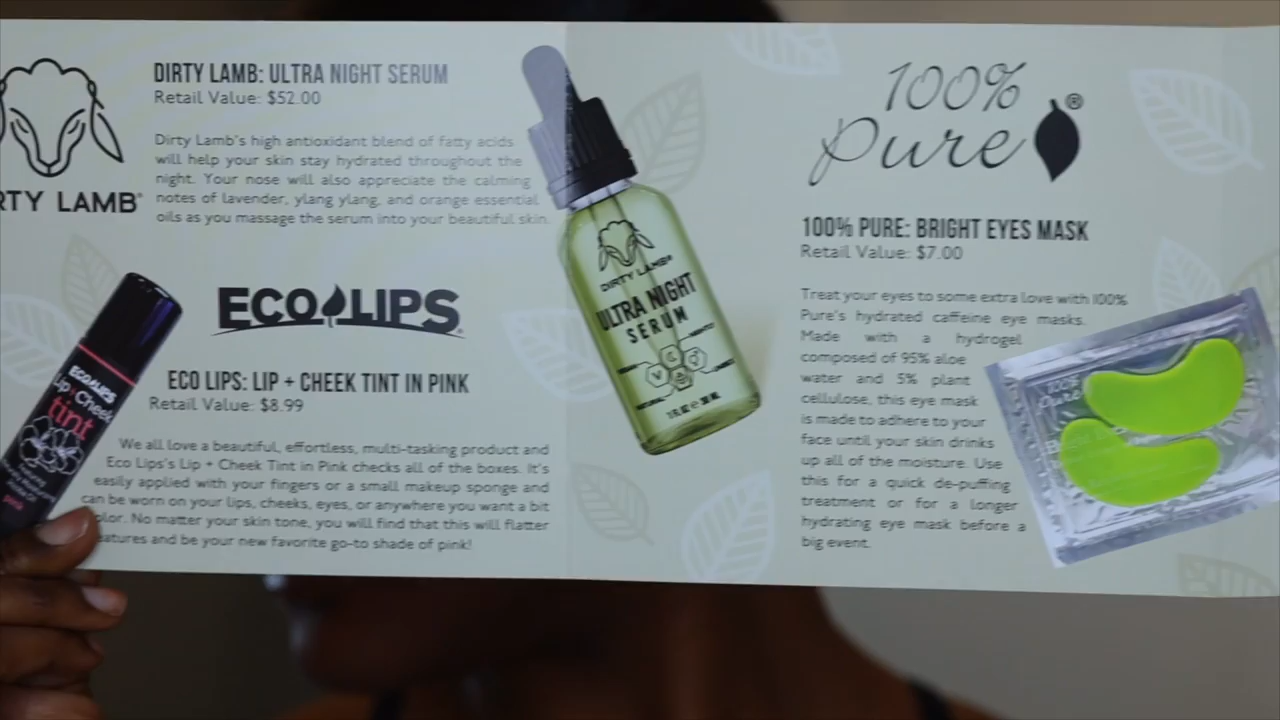 RTY LAMB®
DIRTY LAMB: ULTRA NIGHT SERUM
Retail Value: $52.00
Dirty Lamb's high antioxidant blend of fatty acids
will help your skin stay hydrated throughout the
night. Your nose will also appreciate the calming
notes of lavender, ylang ylang, and orange essential
oils as you massage the serum into your beautiful skin.
ECO LIPS®
ECO LIPS: LIP + CHEEK TINT IN PINK
Retail Value: $8.99
We all love a beautiful, effortless, multi-tasking product and
Eco Lips's Lip + Cheek Tint in Pink checks all of the boxes. It's
easily applied with your fingers or a small makeup sponge and
can be worn on your lips, cheeks, eyes, or anywhere you want a bit
olor. No matter your skin tone, you will find that this will flatter
eatures and be your new favorite go-to shade of pink!
ECO LIPS
Lip + Cheek
tint
pink
DIRTY LAMB®
ULTRA NIGHT
SERUM
100%
Pure®
100% PURE: BRIGHT EYES MASK
Retail Value: $7.00
Treat your eyes to some extra love with 100%
Pure's hydrated caffeine eye masks.
Made with a hydrogel
composed of 95% aloe
water and 5% plant
cellulose, this eye mask
is made to adhere to your
face until your skin drinks
up all of the moisture. Use
this for a quick de-puffing
treatment or for a longer
hydrating eye mask before a
big event.
100%
Pure